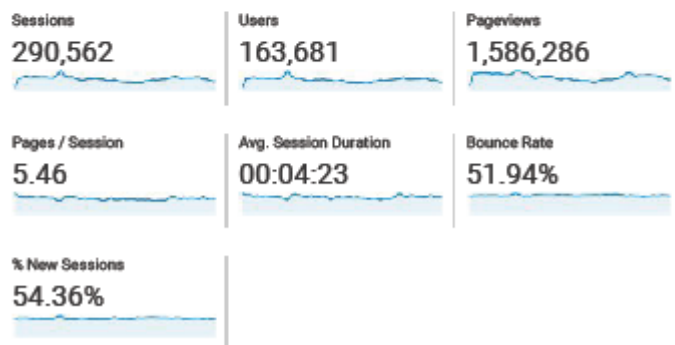 Sessions
290,562
Users
163,681
Pageviews
1,586,286
Pages / Session
5.46
Avg. Session Duration
00:04:23
Bounce Rate
51.94%
% New Sessions
54.36%